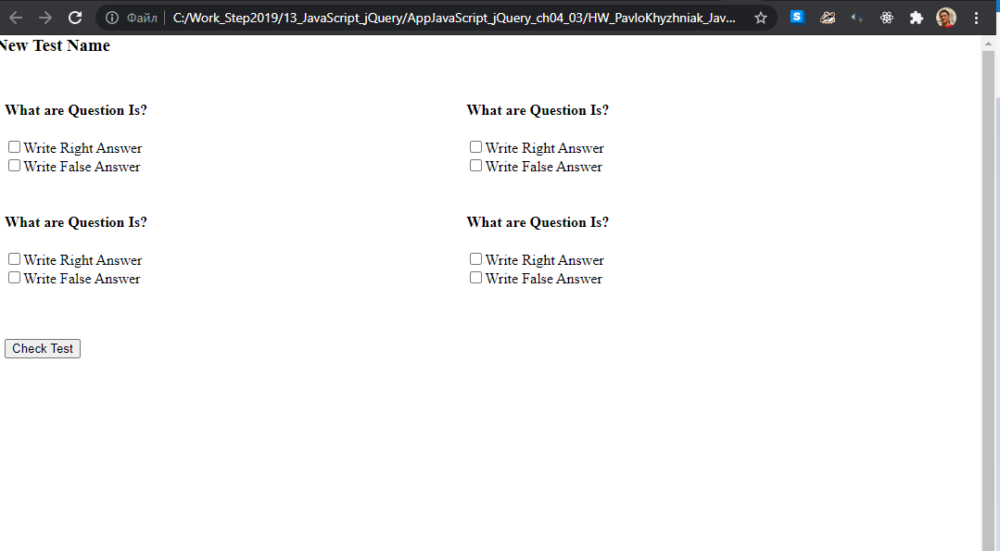 Файл C:/Work_Step2019/13_JavaScript_jQuery/AppJavaScript_jQuery_ch04_03/HW_PavloKhyzhniak_Jav... S
New Test Name
What are Question Is?
Write Right Answer
Write False Answer
What are Question Is?
Write Right Answer
Write False Answer
What are Question Is?
Write Right Answer
Write False Answer
What are Question Is?
Write Right Answer
Write False Answer
Check Test